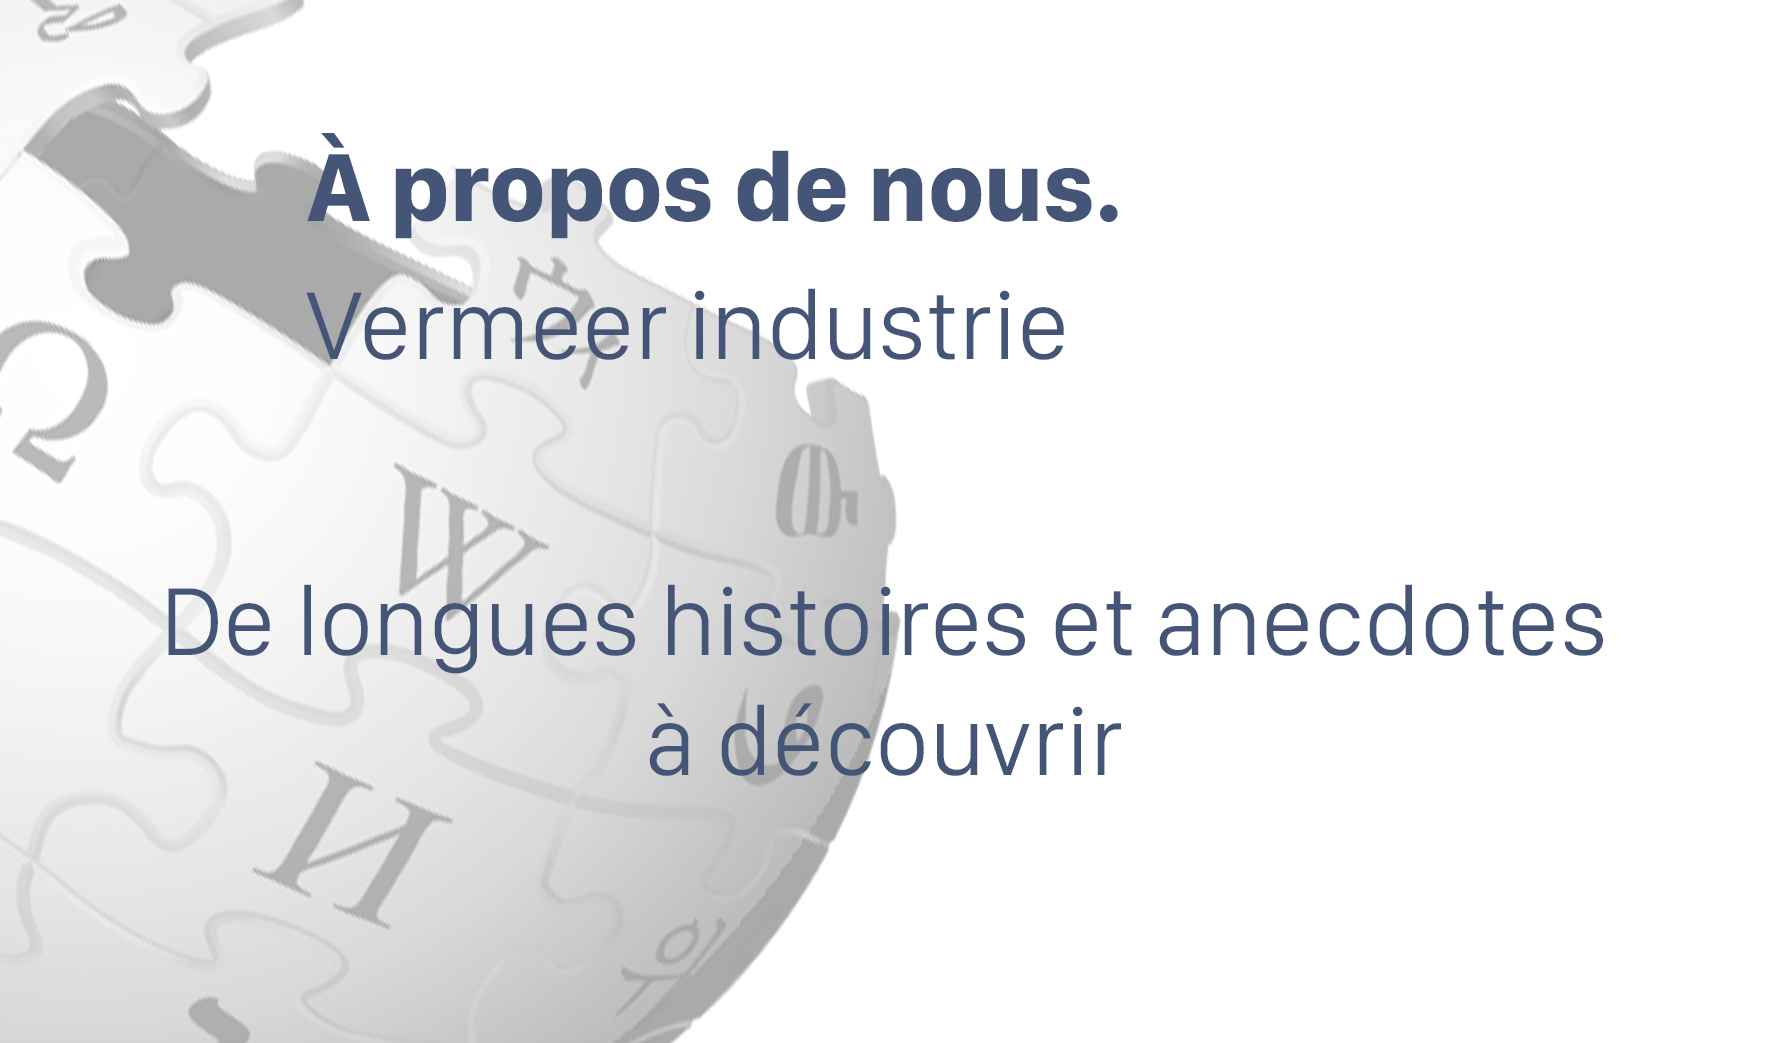 À propos de nous.
Vermeer industrie
Ω
W
И
De longues histoires et anecdotes
à découvrir